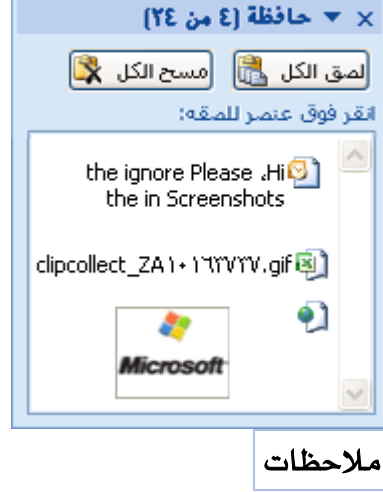 حافظة (٤ من ٢٤)
لصق الكل
مسح الكل
انقر فوق عنصر للصقه:
the ignore Please ،Hi
the in Screenshots
clipcollect_ZA١٠١٦٢٧٢٧.gif
Microsoft
ملاحظات